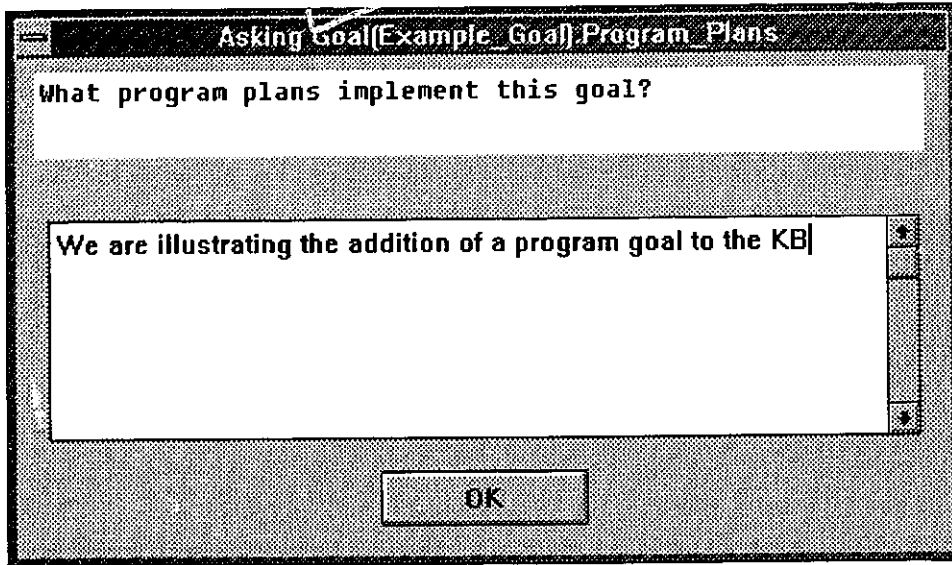 Asking Goal(Example_Goal).Program_Plans
What program plans implement this goal?
We are illustrating the addition of a program goal to the KB
OK